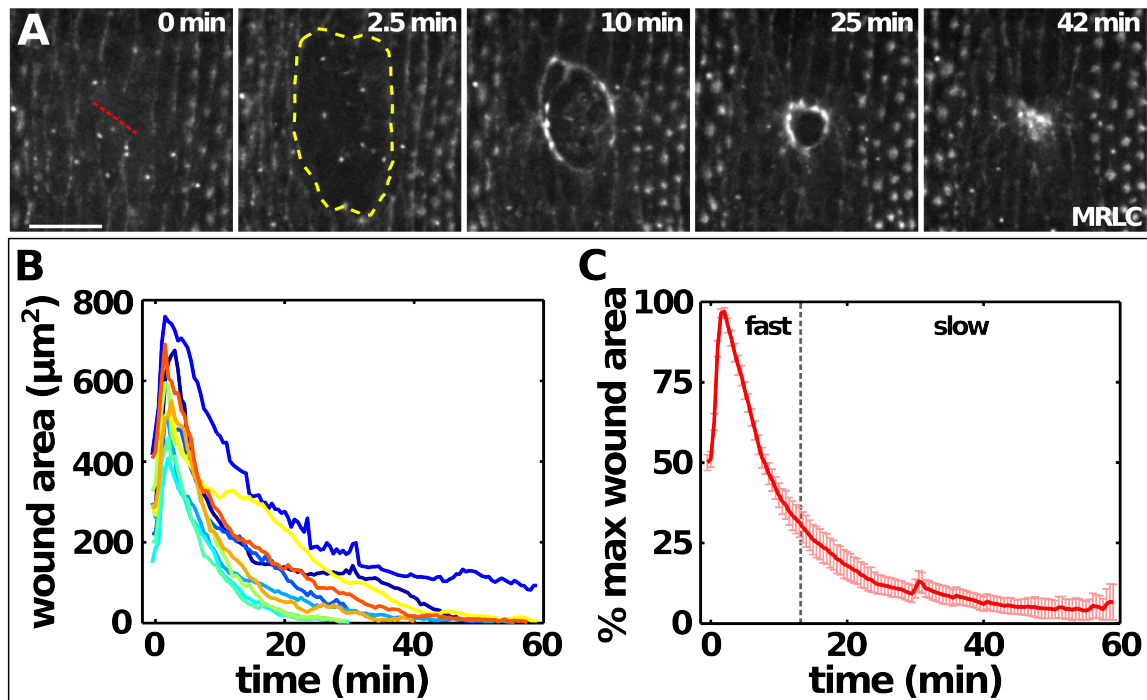 A
0 min
2.5 min
10 min
25 min
42 min
MRLC
B
wound area (μm²)
800
600
400
200
0
0
20
40
60
time (min)
C
% max wound area
100
75
50
25
0
fast
slow
0
20
40
60
time (min)